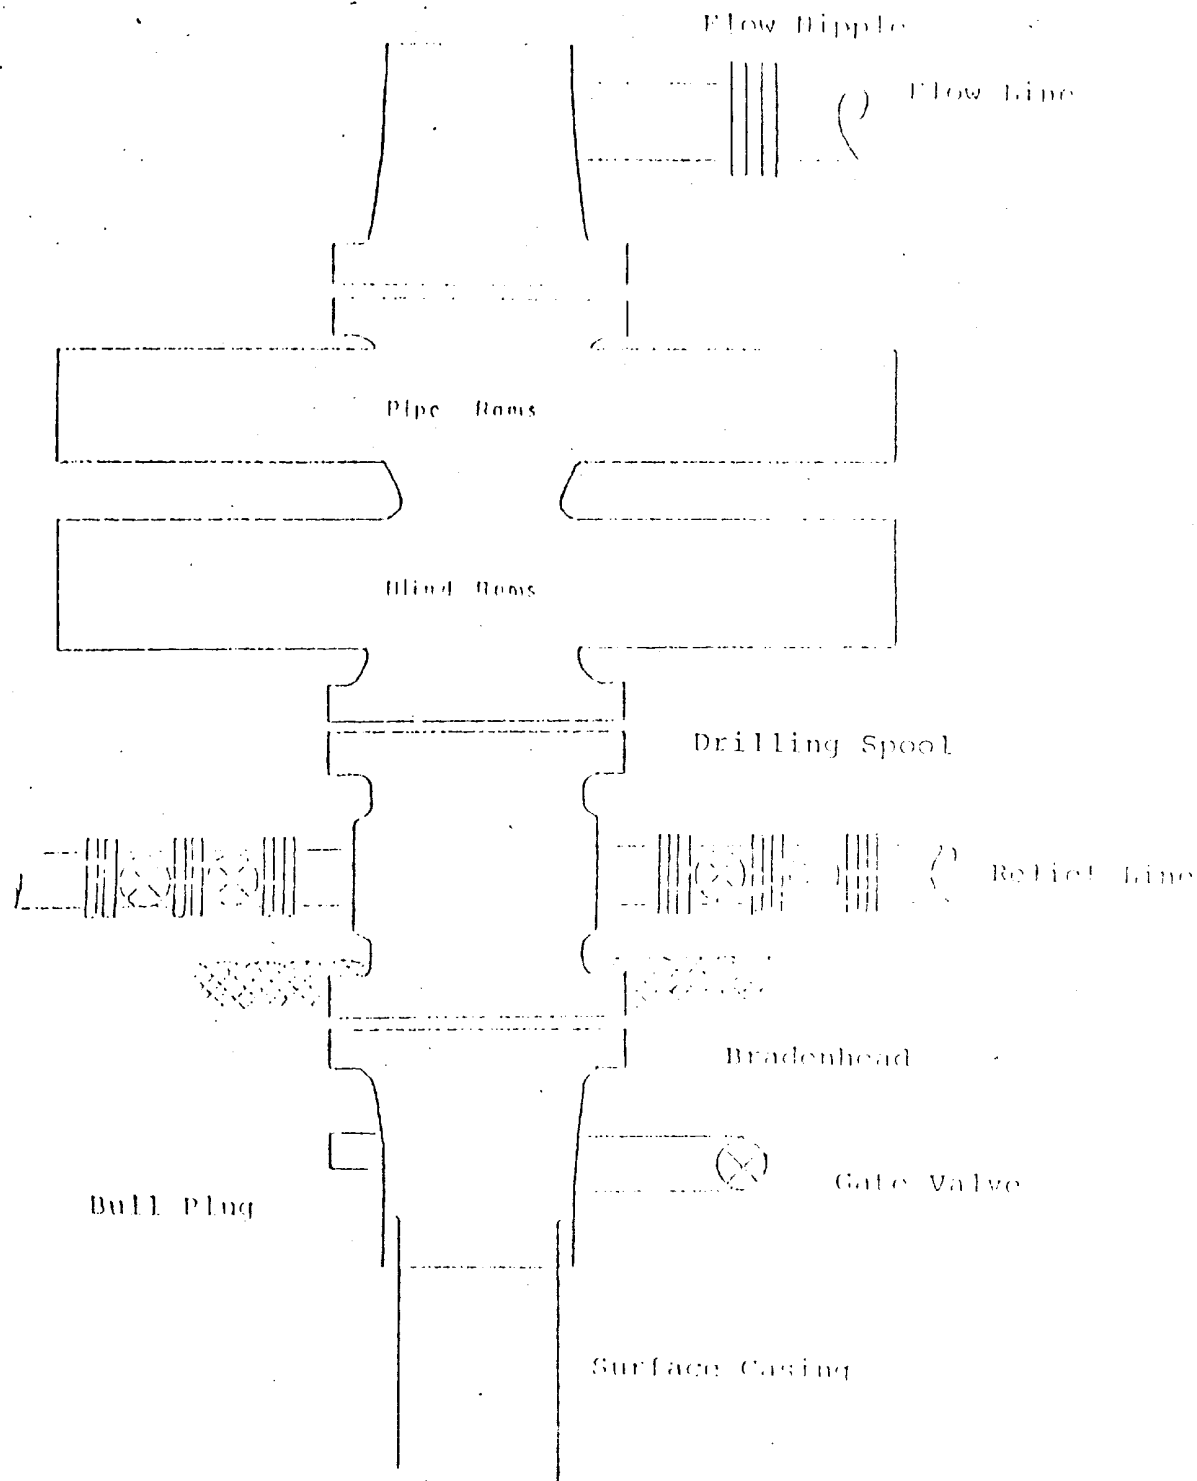 Flow Nipple
Flow Line
Pipe Rams
Blind Rams
Drilling Spool
Relief Line
Bradenhead
Gate Valve
Bull Plug
Surface Casing